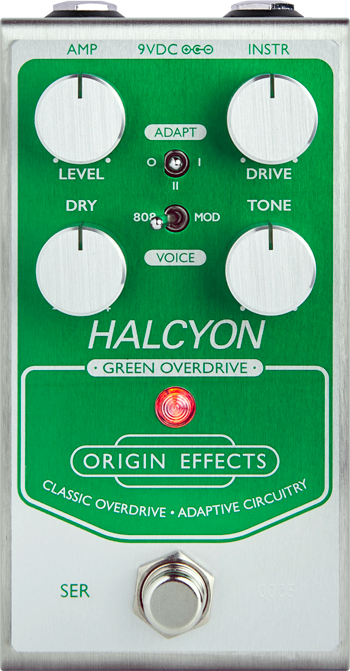 AMP 9VDC INSTR
ADAPT
O I
II
LEVEL DRIVE
DRY TONE
808 MOD
VOICE
HALCYON
· GREEN OVERDRIVE ·
ORIGIN EFFECTS
CLASSIC OVERDRIVE · ADAPTIVE CIRCUITRY
SER